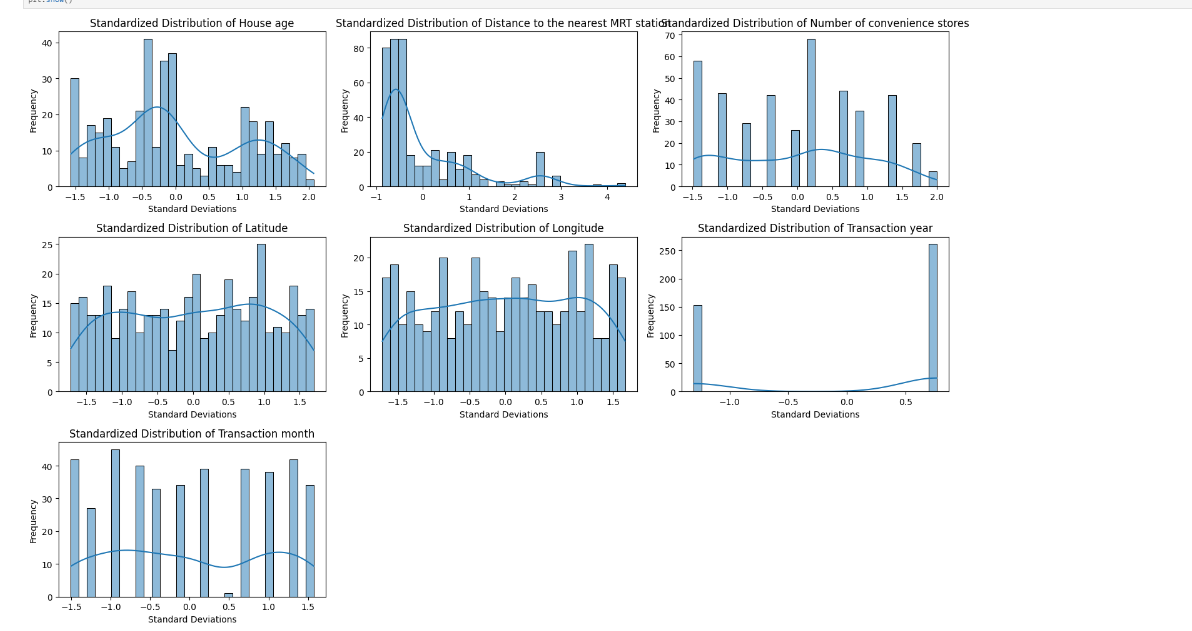 plt.show()
Standardized Distribution of House age
Standardized Distribution of Distance to the nearest MRT station
Standardized Distribution of Number of convenience stores
40
30
20
10
0
Frequency
−1.5 −1.0 −0.5 0.0 0.5 1.0 1.5 2.0
Standard Deviations
80
60
40
20
0
Frequency
−1 0 1 2 3 4
Standard Deviations
70
60
50
40
30
20
10
0
Frequency
−1.5 −1.0 −0.5 0.0 0.5 1.0 1.5 2.0
Standard Deviations
Standardized Distribution of Latitude
Standardized Distribution of Longitude
Standardized Distribution of Transaction year
25
20
15
10
5
0
Frequency
−1.5 −1.0 −0.5 0.0 0.5 1.0 1.5
Standard Deviations
20
15
10
5
0
Frequency
−1.5 −1.0 −0.5 0.0 0.5 1.0 1.5
Standard Deviations
250
200
150
100
50
0
Frequency
−1.0 −0.5 0.0 0.5
Standard Deviations
Standardized Distribution of Transaction month
40
30
20
10
0
Frequency
−1.5 −1.0 −0.5 0.0 0.5 1.0 1.5
Standard Deviations